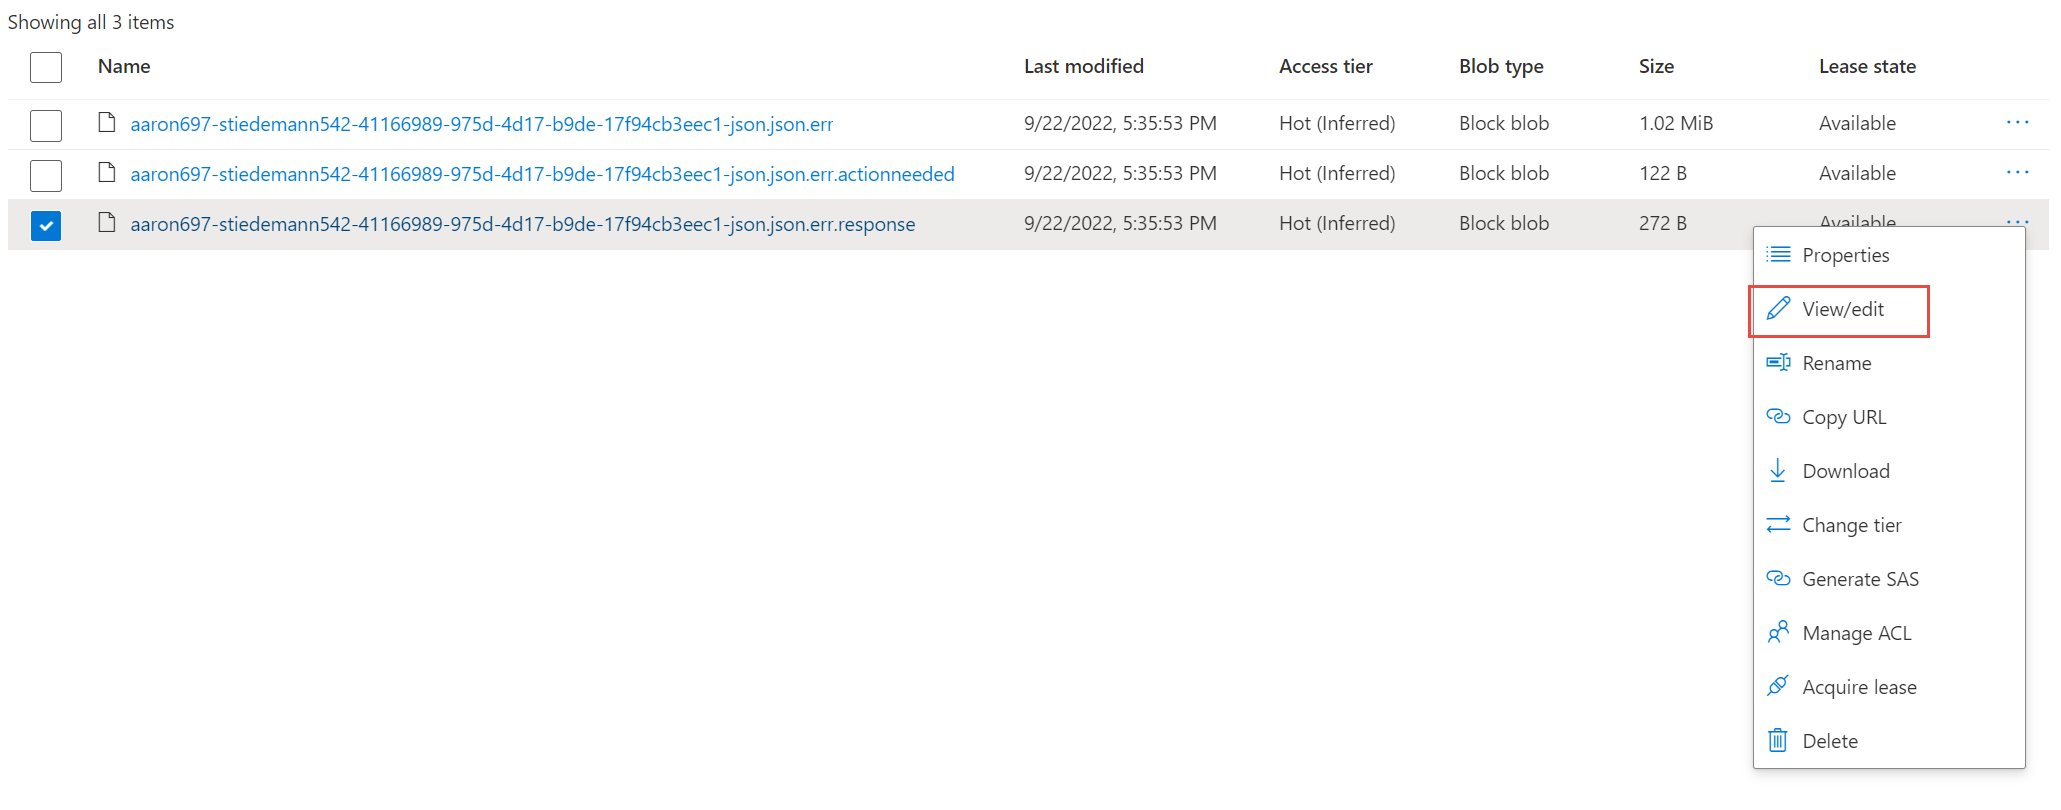 Showing all 3 items
Name Last modified Access tier Blob type Size Lease state
aaron697-stiedemann542-41166989-975d-4d17-b9de-17f94cb3eec1-json.json.err 9/22/2022, 5:35:53 PM Hot (Inferred) Block blob 1.02 MiB Available ...
aaron697-stiedemann542-41166989-975d-4d17-b9de-17f94cb3eec1-json.json.err.actionneeded 9/22/2022, 5:35:53 PM Hot (Inferred) Block blob 122 B Available ...
aaron697-stiedemann542-41166989-975d-4d17-b9de-17f94cb3eec1-json.json.err.response 9/22/2022, 5:35:53 PM Hot (Inferred) Block blob 272 B Available ...
Properties
View/edit
Rename
Copy URL
Download
Change tier
Generate SAS
Manage ACL
Acquire lease
Delete